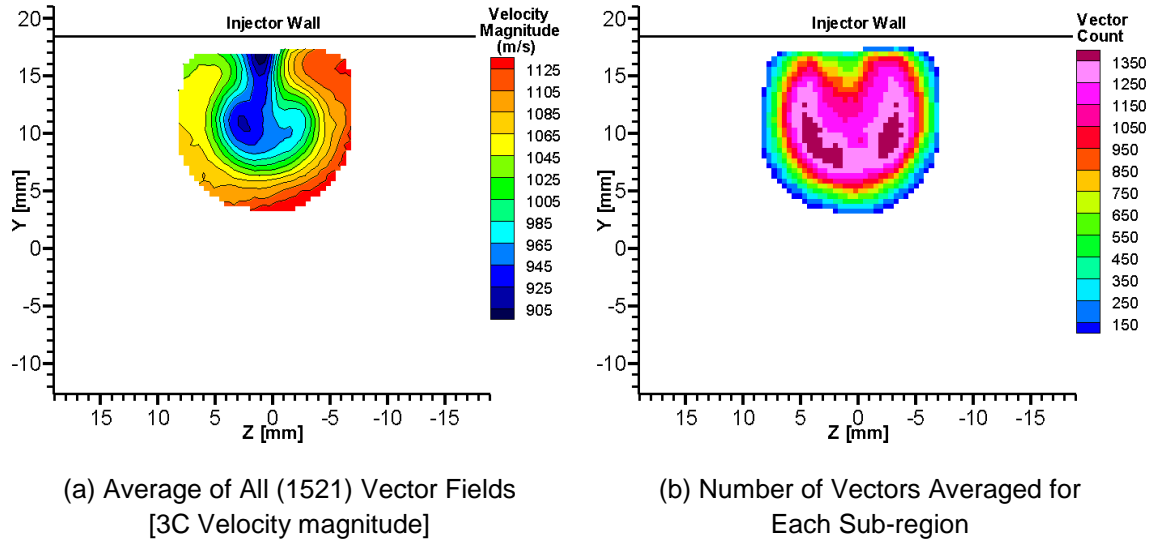 Injector Wall
Velocity
Magnitude
(m/s)
1125
1105
1085
1065
1045
1025
1005
985
965
945
925
905
20
15
10
5
0
-5
-10
Y [mm]
15 10 5 0 -5 -10 -15
Z [mm]
(a) Average of All (1521) Vector Fields
[3C Velocity magnitude]
Injector Wall
Vector
Count
1350
1250
1150
1050
950
850
750
650
550
450
350
250
150
20
15
10
5
0
-5
-10
Y [mm]
15 10 5 0 -5 -10 -15
Z [mm]
(b) Number of Vectors Averaged for
Each Sub-region